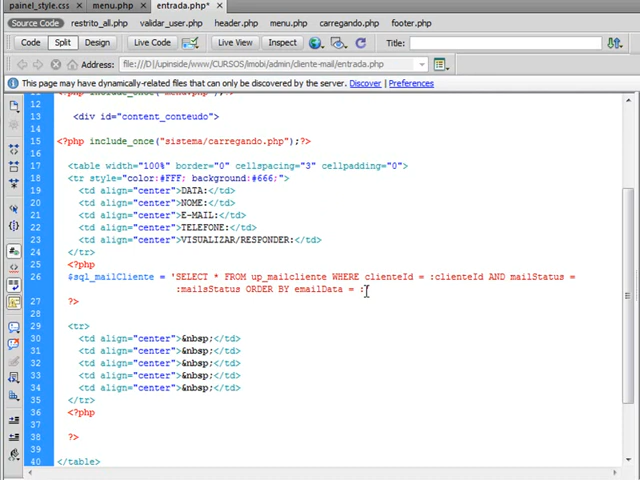 painel_style.css × menu.php × entrada.php* ×
Source Code restrito_all.php validar_user.php header.php menu.php carregando.php footer.php
Code Split Design Live Code Live View Inspect Title:
Address: file:///D|/upinside/CURSOS/imobi/admin/cliente-mail/entrada.php
This page may have dynamically-related files that can only be discovered by the server. Discover | Preferences
11 <?php include_once("menu.php");?>
12
13 <div id="content_conteudo">
14
15 <?php include_once("sistema/carregando.php");?>
16
17 <table width="100%" border="0" cellspacing="3" cellpadding="0">
18 <tr style="color:#FFF; background:#666;">
19 <td align="center">DATA:</td>
20 <td align="center">NOME:</td>
21 <td align="center">E-MAIL:</td>
22 <td align="center">TELEFONE:</td>
23 <td align="center">VISUALIZAR/RESPONDER:</td>
24 </tr>
25 <?php
26 $sql_mailCliente = 'SELECT * FROM up_mailcliente WHERE clienteId = :clienteId AND mailStatus =
:mailsStatus ORDER BY emailData = :
27 ?>
28
29 <tr>
30 <td align="center">&nbsp;</td>
31 <td align="center">&nbsp;</td>
32 <td align="center">&nbsp;</td>
33 <td align="center">&nbsp;</td>
34 <td align="center">&nbsp;</td>
35 </tr>
36 <?php
37
38 ?>
39
40 </table>